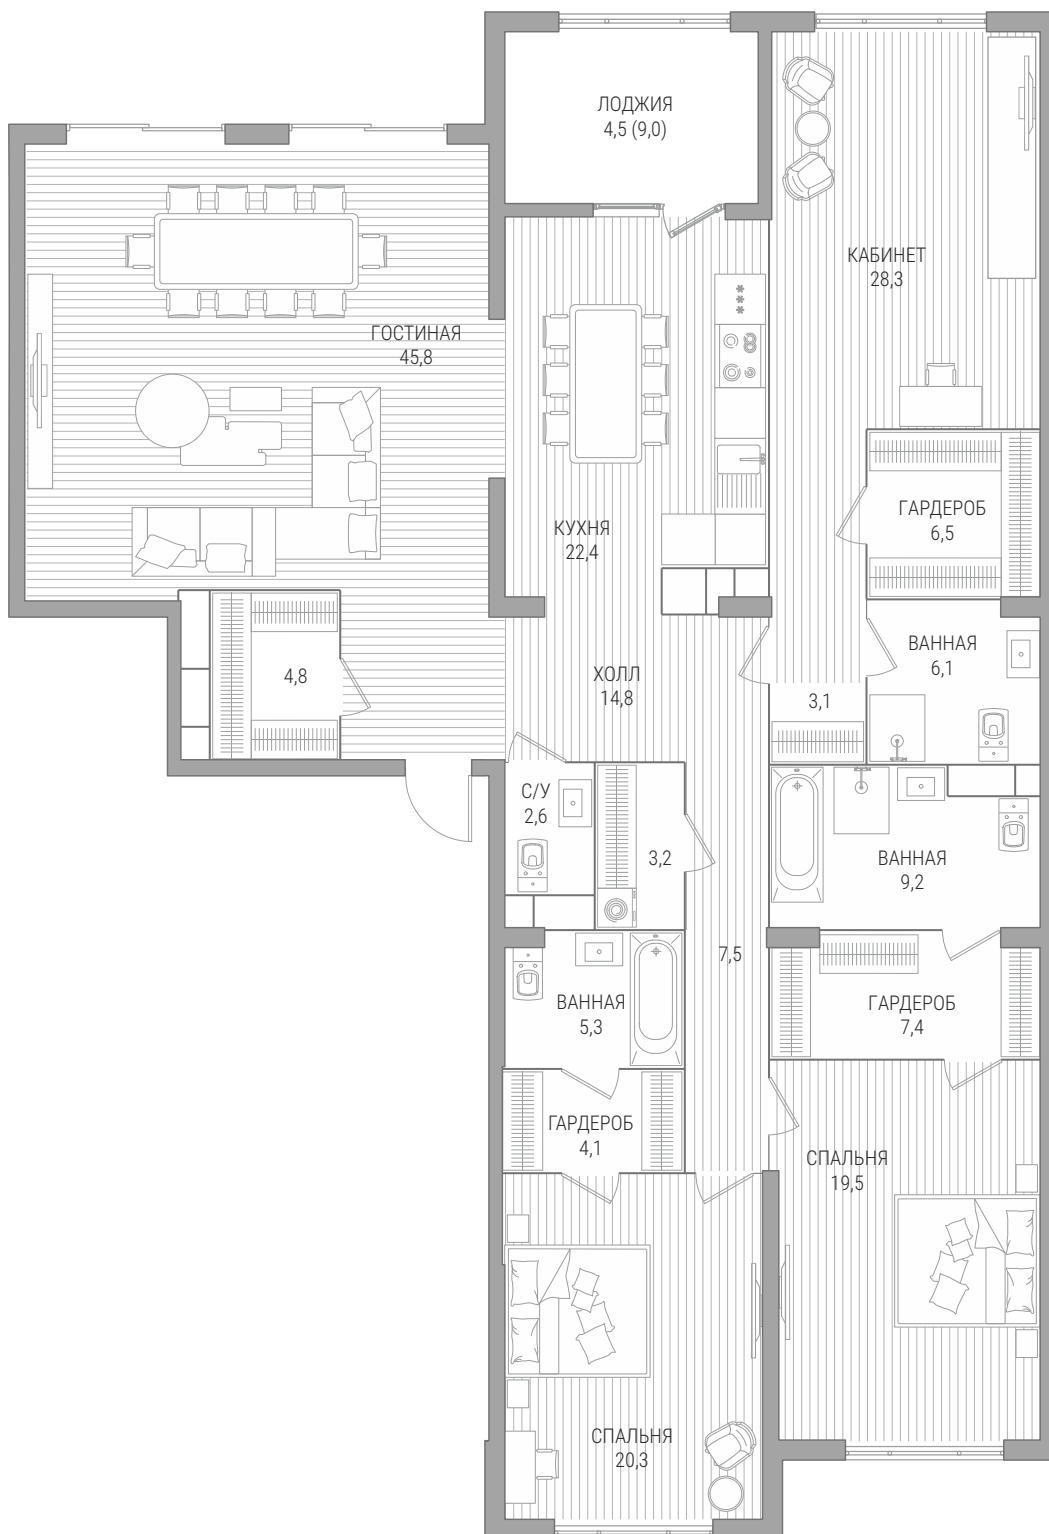 ЛОДЖИЯ
4,5 (9,0)
КАБИНЕТ
28,3
ГОСТИНАЯ
45,8
КУХНЯ
22,4
ГАРДЕРОБ
6,5
ВАННАЯ
6,1
4,8
ХОЛЛ
14,8
3,1
С/У
2,6
3,2
ВАННАЯ
9,2
7,5
ВАННАЯ
5,3
ГАРДЕРОБ
7,4
ГАРДЕРОБ
4,1
СПАЛЬНЯ
19,5
СПАЛЬНЯ
20,3